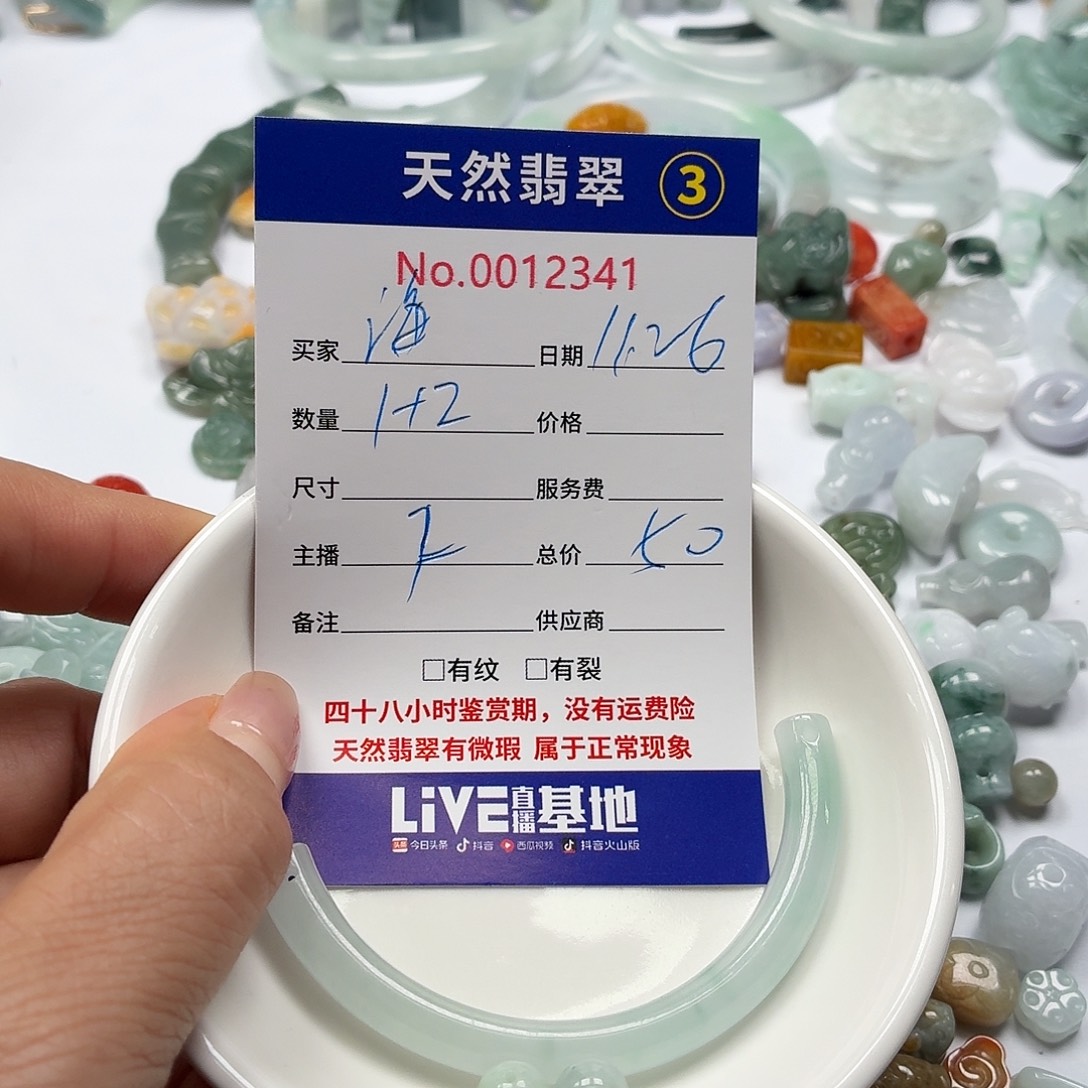 天然翡翠 3
No.0012341
买家 海 日期 11.26
数量 1+2 价格
尺寸 服务费
主播 总价 50
备注 供应商
□有纹 □有裂
四十八小时鉴赏期，没有运费险
天然翡翠有微瑕 属于正常现象
LiVE直播基地
头条 今日头条 抖音 西瓜视频 抖音火山版